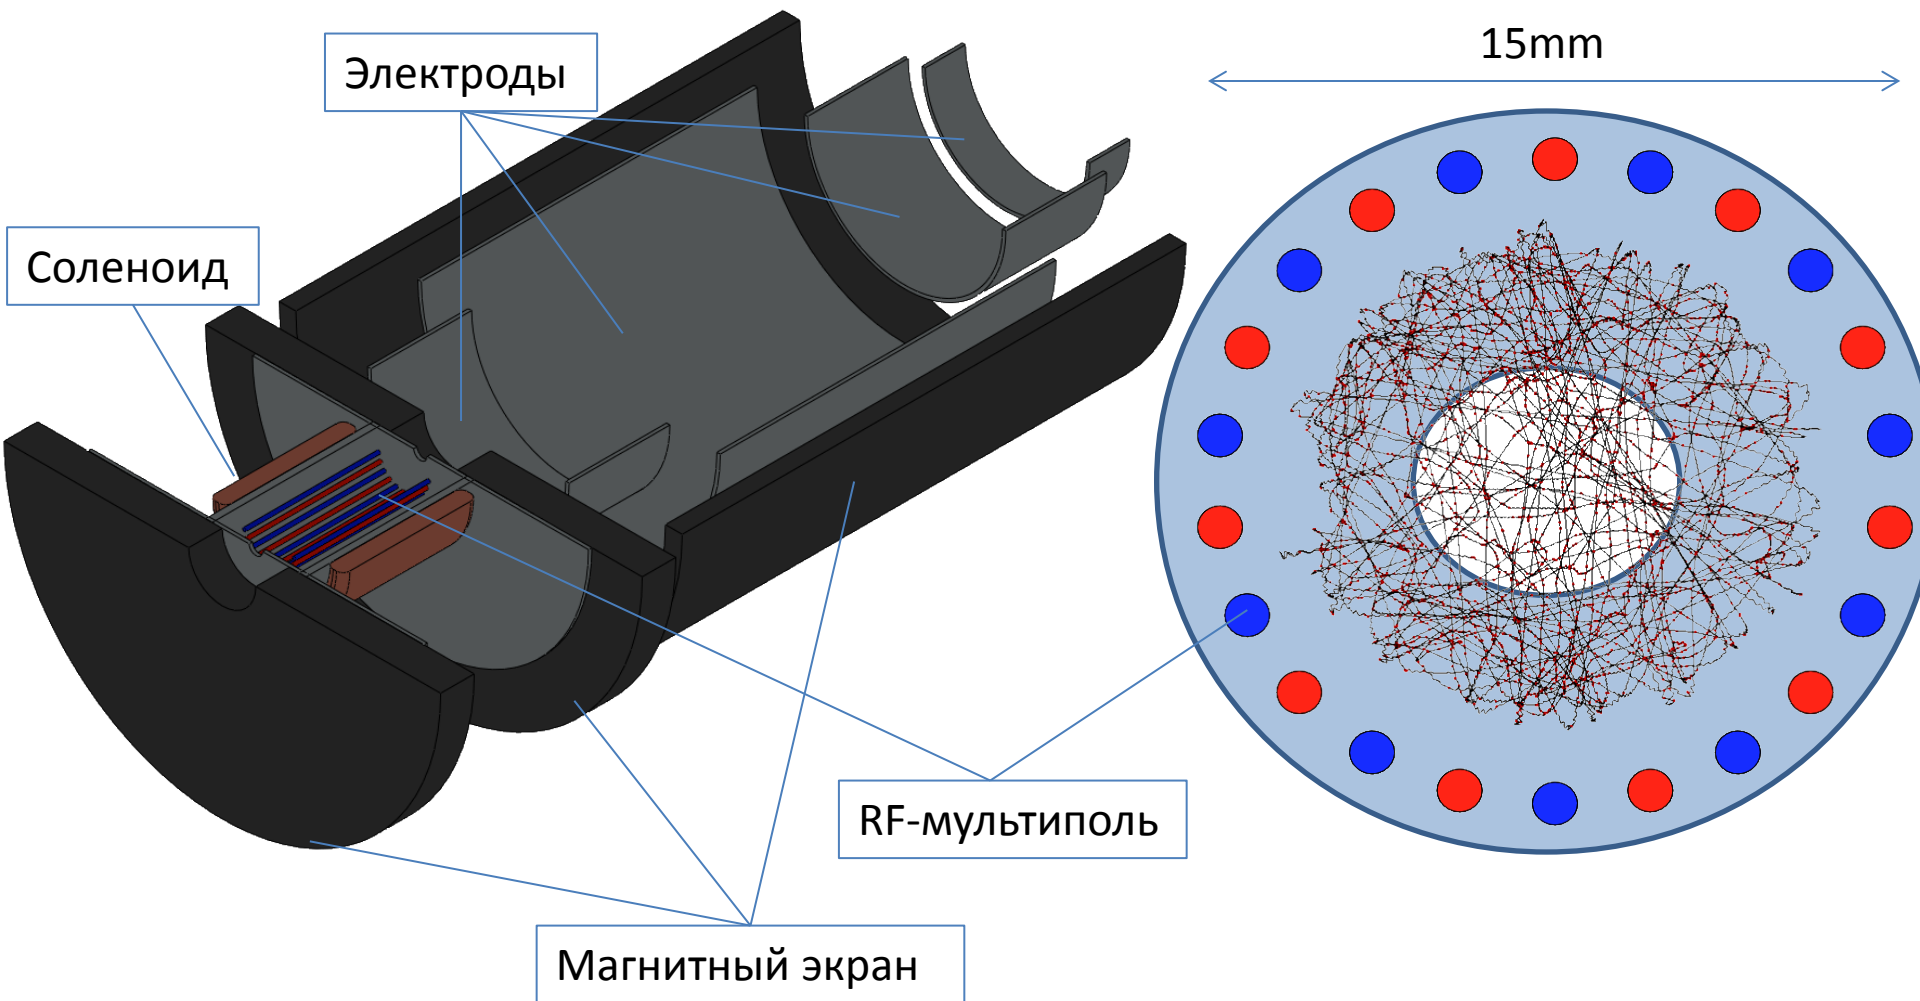 15mm
Электроды
Соленоид
RF-мультиполь
Магнитный экран